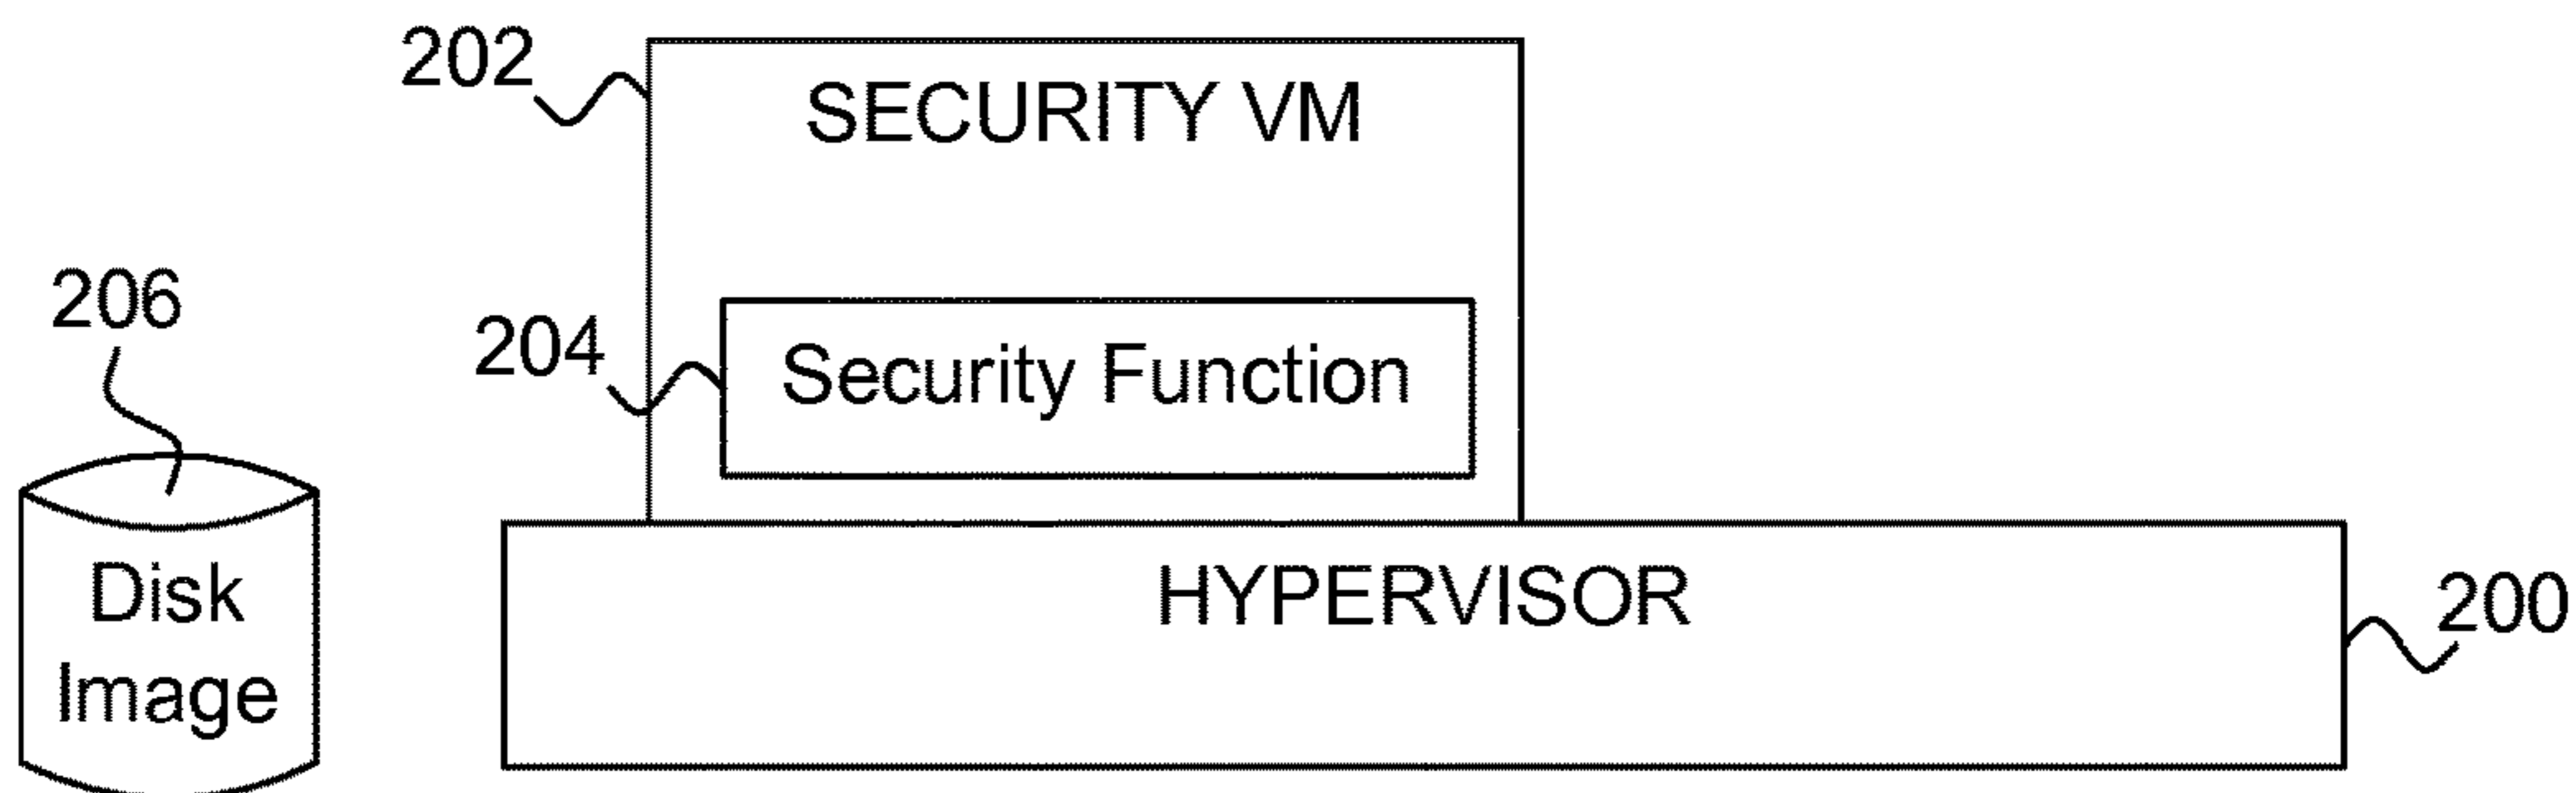 202
SECURITY VM
206
204
Security Function
Disk
Image
HYPERVISOR
200